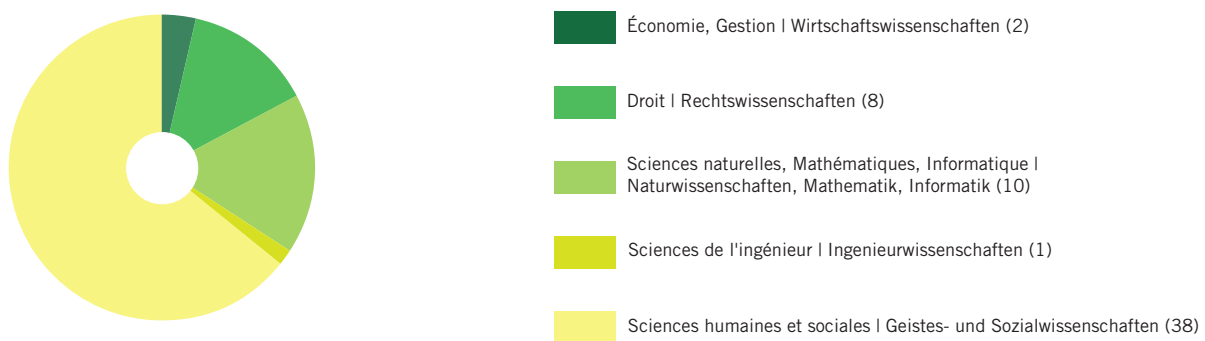 Économie, Gestion | Wirtschaftswissenschaften (2)
Droit | Rechtswissenschaften (8)
Sciences naturelles, Mathématiques, Informatique |
Naturwissenschaften, Mathematik, Informatik (10)
Sciences de l'ingénieur | Ingenieurwissenschaften (1)
Sciences humaines et sociales | Geistes- und Sozialwissenschaften (38)